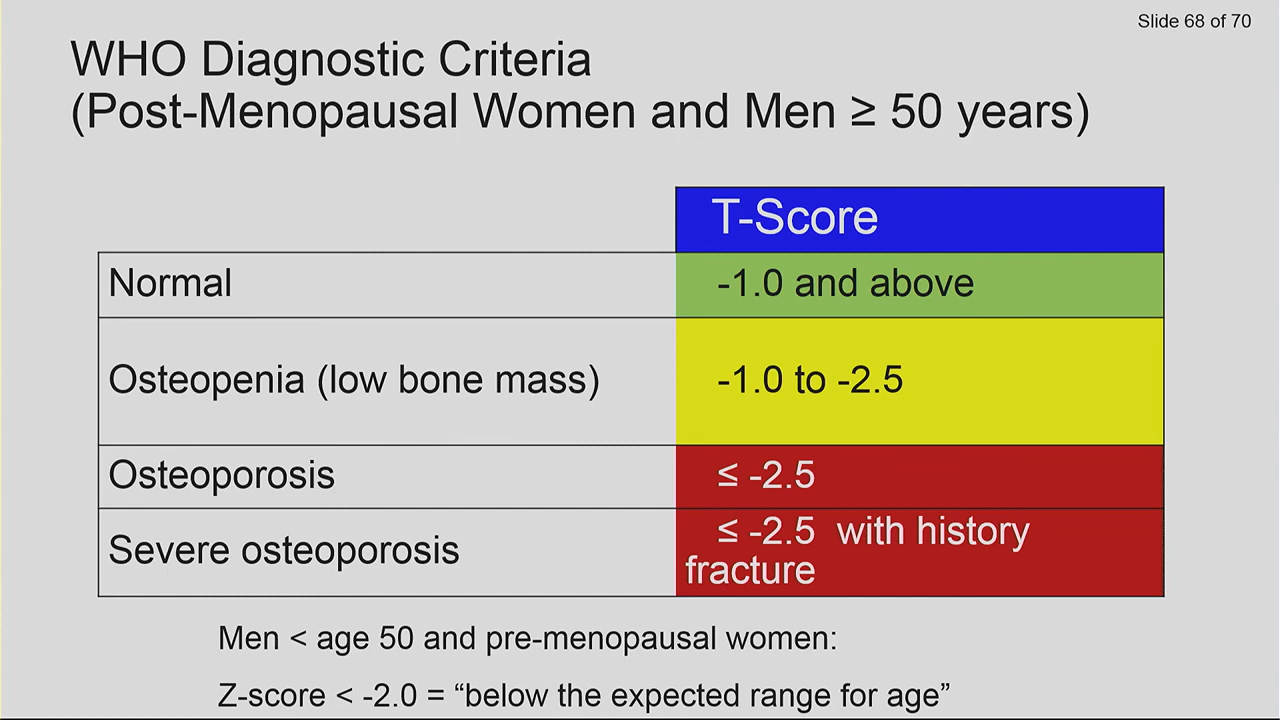 Slide 68 of 70
WHO Diagnostic Criteria
(Post-Menopausal Women and Men ≥ 50 years)
T-Score
Normal
-1.0 and above
Osteopenia (low bone mass)
-1.0 to -2.5
Osteoporosis
≤ -2.5
Severe osteoporosis
≤ -2.5 with history
fracture
Men < age 50 and pre-menopausal women:
Z-score < -2.0 = “below the expected range for age”